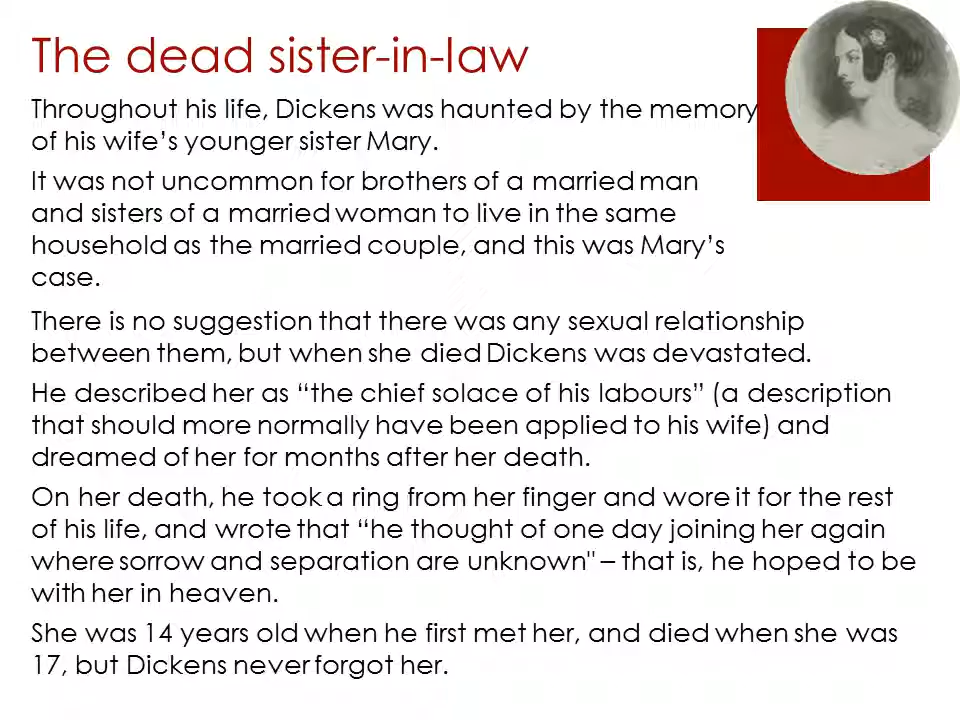 The dead sister-in-law
Throughout his life, Dickens was haunted by the memory
of his wife’s younger sister Mary.
It was not uncommon for brothers of a married man
and sisters of a married woman to live in the same
household as the married couple, and this was Mary’s
case.
There is no suggestion that there was any sexual relationship
between them, but when she died Dickens was devastated.
He described her as “the chief solace of his labours” (a description
that should more normally have been applied to his wife) and
dreamed of her for months after her death.
On her death, he took a ring from her finger and wore it for the rest
of his life, and wrote that “he thought of one day joining her again
where sorrow and separation are unknown" – that is, he hoped to be
with her in heaven.
She was 14 years old when he first met her, and died when she was
17, but Dickens never forgot her.